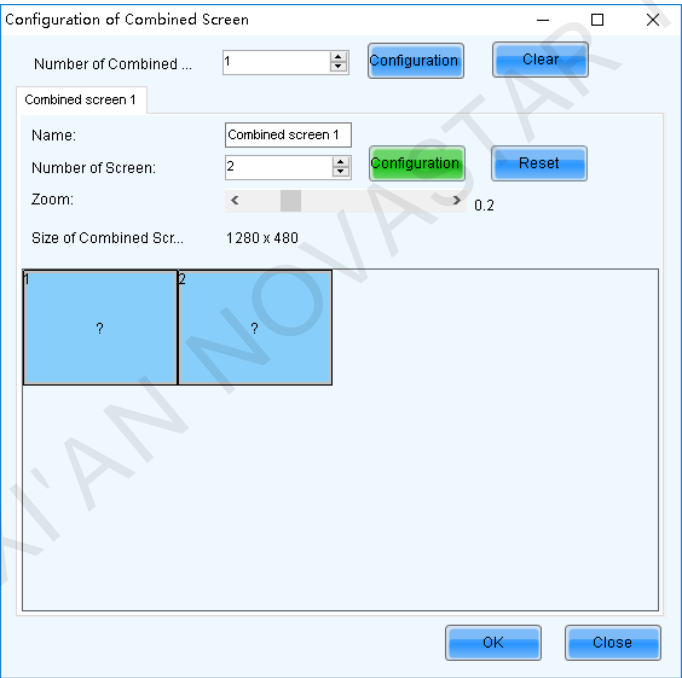 Configuration of Combined Screen
Number of Combined ... 1 Configuration Clear
Combined screen 1
Name: Combined screen 1
Number of Screen: 2 Configuration Reset
Zoom: 0.2
Size of Combined Scr... 1280 x 480
1 2
? ?
OK Close
XI'AN NOVASTAR